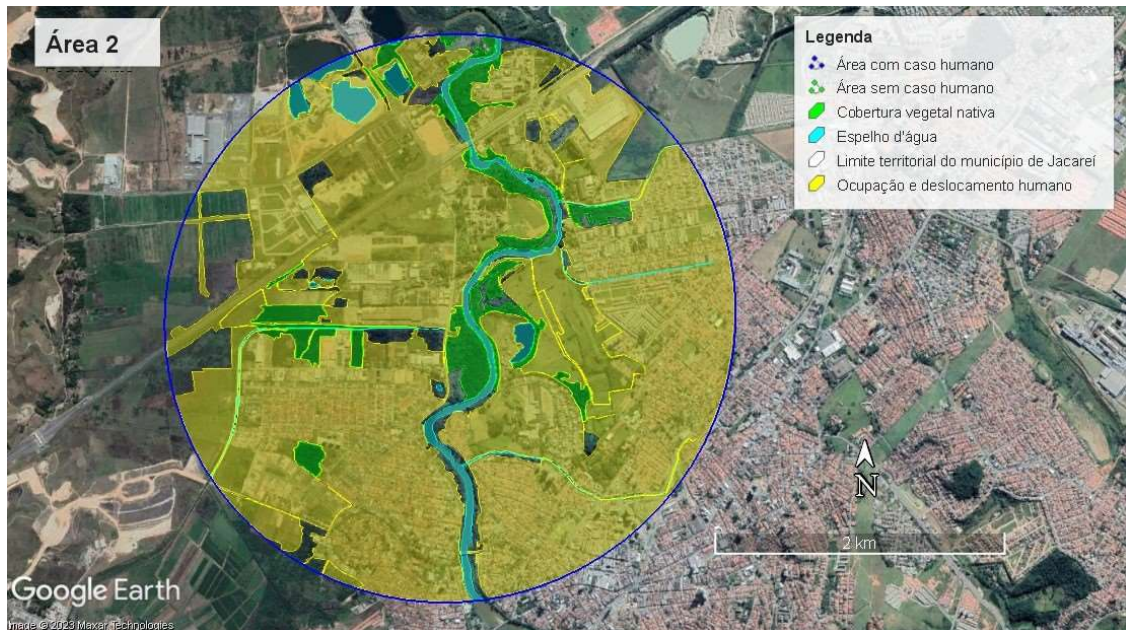 Área 2
Legenda
Área com caso humano
Área sem caso humano
Cobertura vegetal nativa
Espelho d'água
Limite territorial do município de Jacareí
Ocupação e deslocamento humano
N
2 km
Google Earth
Image © 2023 Maxar Technologies